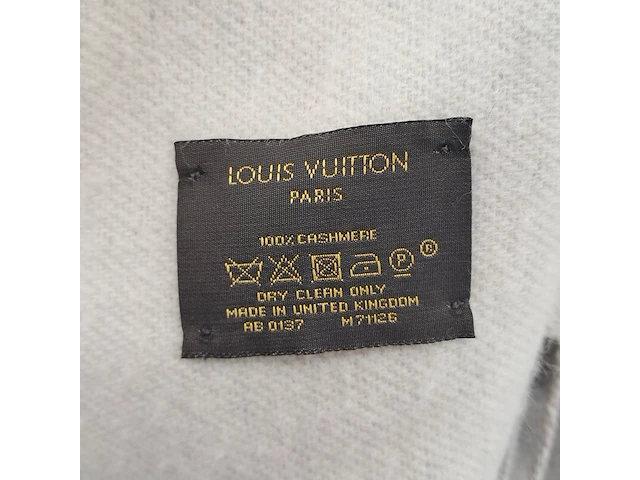 LOUIS VUITTON
PARIS
100% CASHMERE
P ®
DRY CLEAN ONLY
MADE IN UNITED KINGDOM
AB 0137 M71126